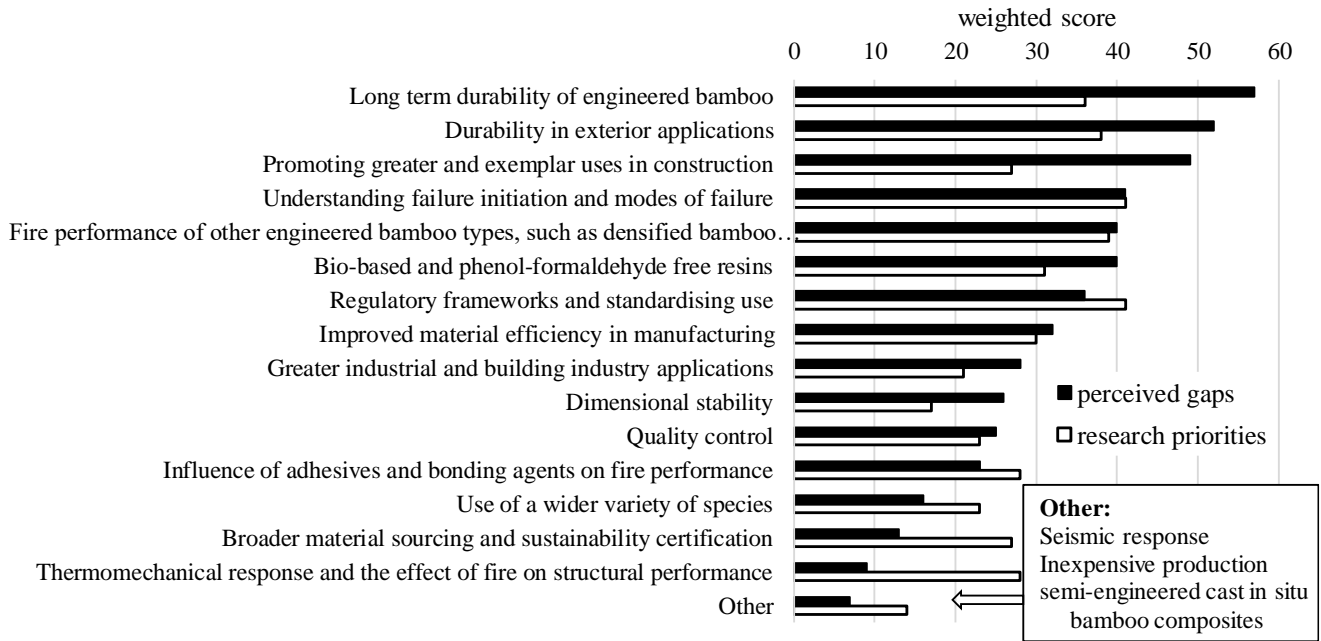 weighted score
0 10 20 30 40 50 60
Long term durability of engineered bamboo
Durability in exterior applications
Promoting greater and exemplar uses in construction
Understanding failure initiation and modes of failure
Fire performance of other engineered bamboo types, such as densified bamboo…
Bio-based and phenol-formaldehyde free resins
Regulatory frameworks and standardising use
Improved material efficiency in manufacturing
Greater industrial and building industry applications
Dimensional stability
Quality control
Influence of adhesives and bonding agents on fire performance
Use of a wider variety of species
Broader material sourcing and sustainability certification
Thermomechanical response and the effect of fire on structural performance
Other
perceived gaps
research priorities
Other:
Seismic response
Inexpensive production
semi-engineered cast in situ
bamboo composites